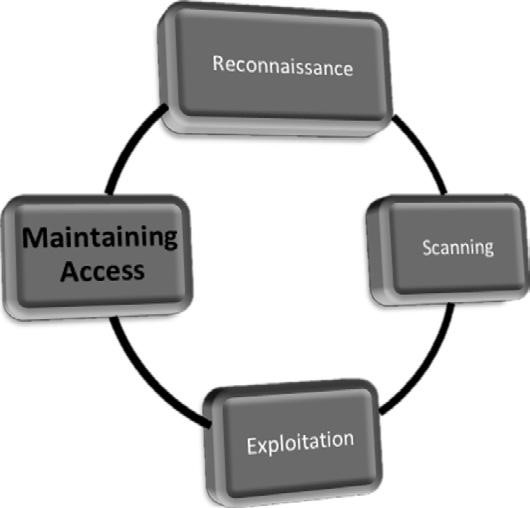 Reconnaissance
Maintaining
Access
Scanning
Exploitation